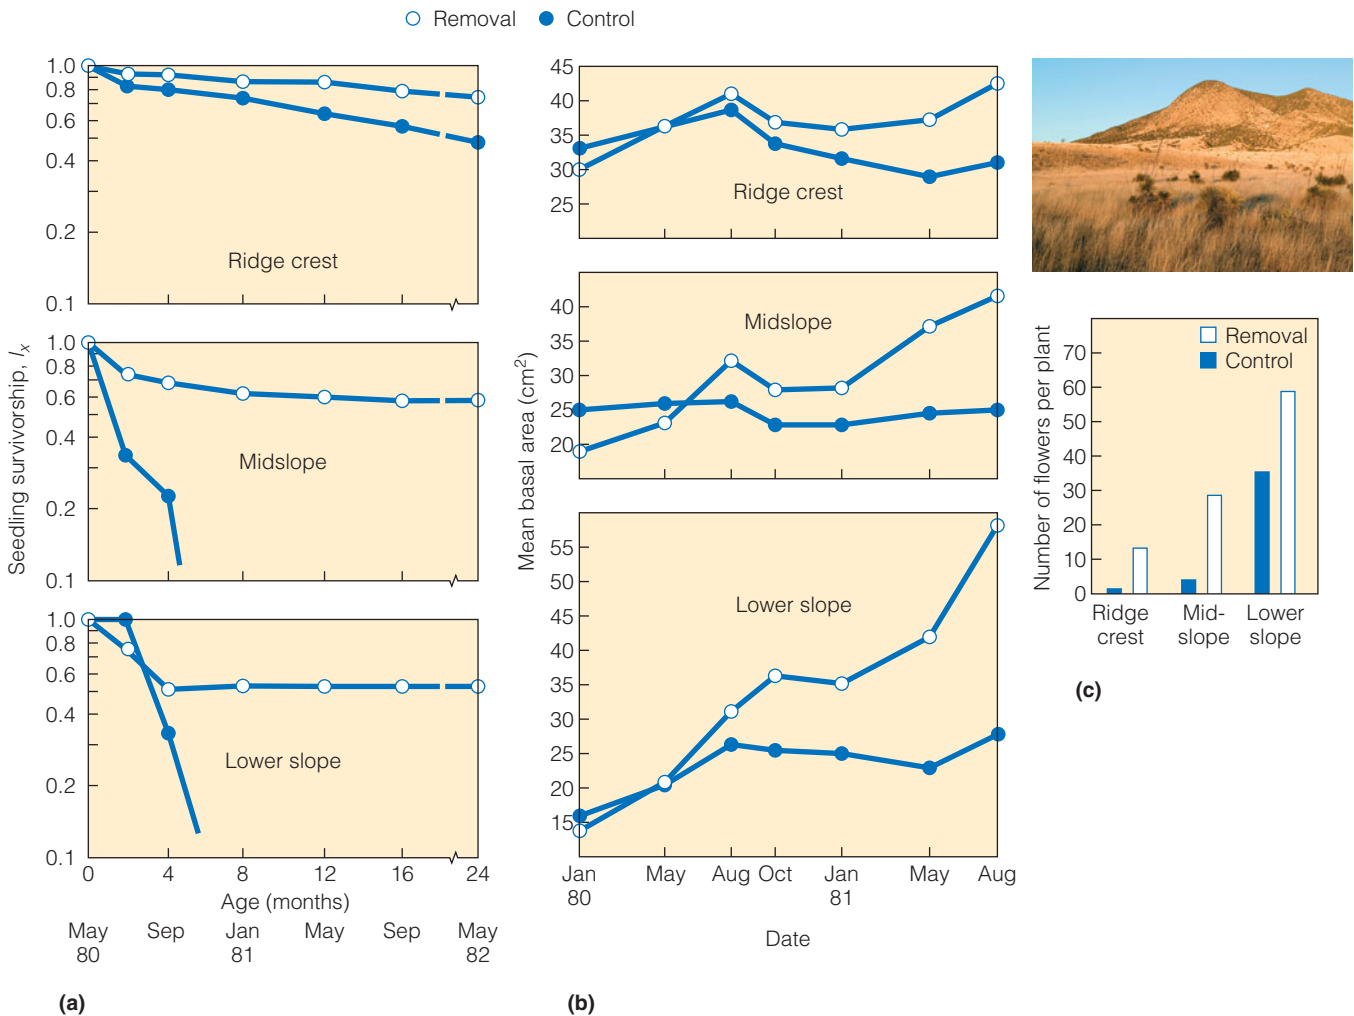 Removal Control
1.0
0.8
0.6
0.4
0.2
0.1
Ridge crest
1.0
0.8
0.6
0.4
0.2
0.1
Midslope
1.0
0.8
0.6
0.4
0.2
0.1
Lower slope
Seedling survivorship, lx
0 4 8 12 16 24
Age (months)
May Sep Jan May Sep May
80 81 82
(a)
45
40
35
30
25
Ridge crest
40
35
30
25
20
Midslope
55
50
45
40
35
30
25
20
15
Lower slope
Mean basal area (cm2)
Jan May Aug Oct Jan May Aug
80 81
Date
(b)
Removal
Control
70
60
50
40
30
20
10
0
Number of flowers per plant
Ridge Mid- Lower
crest slope slope
(c)